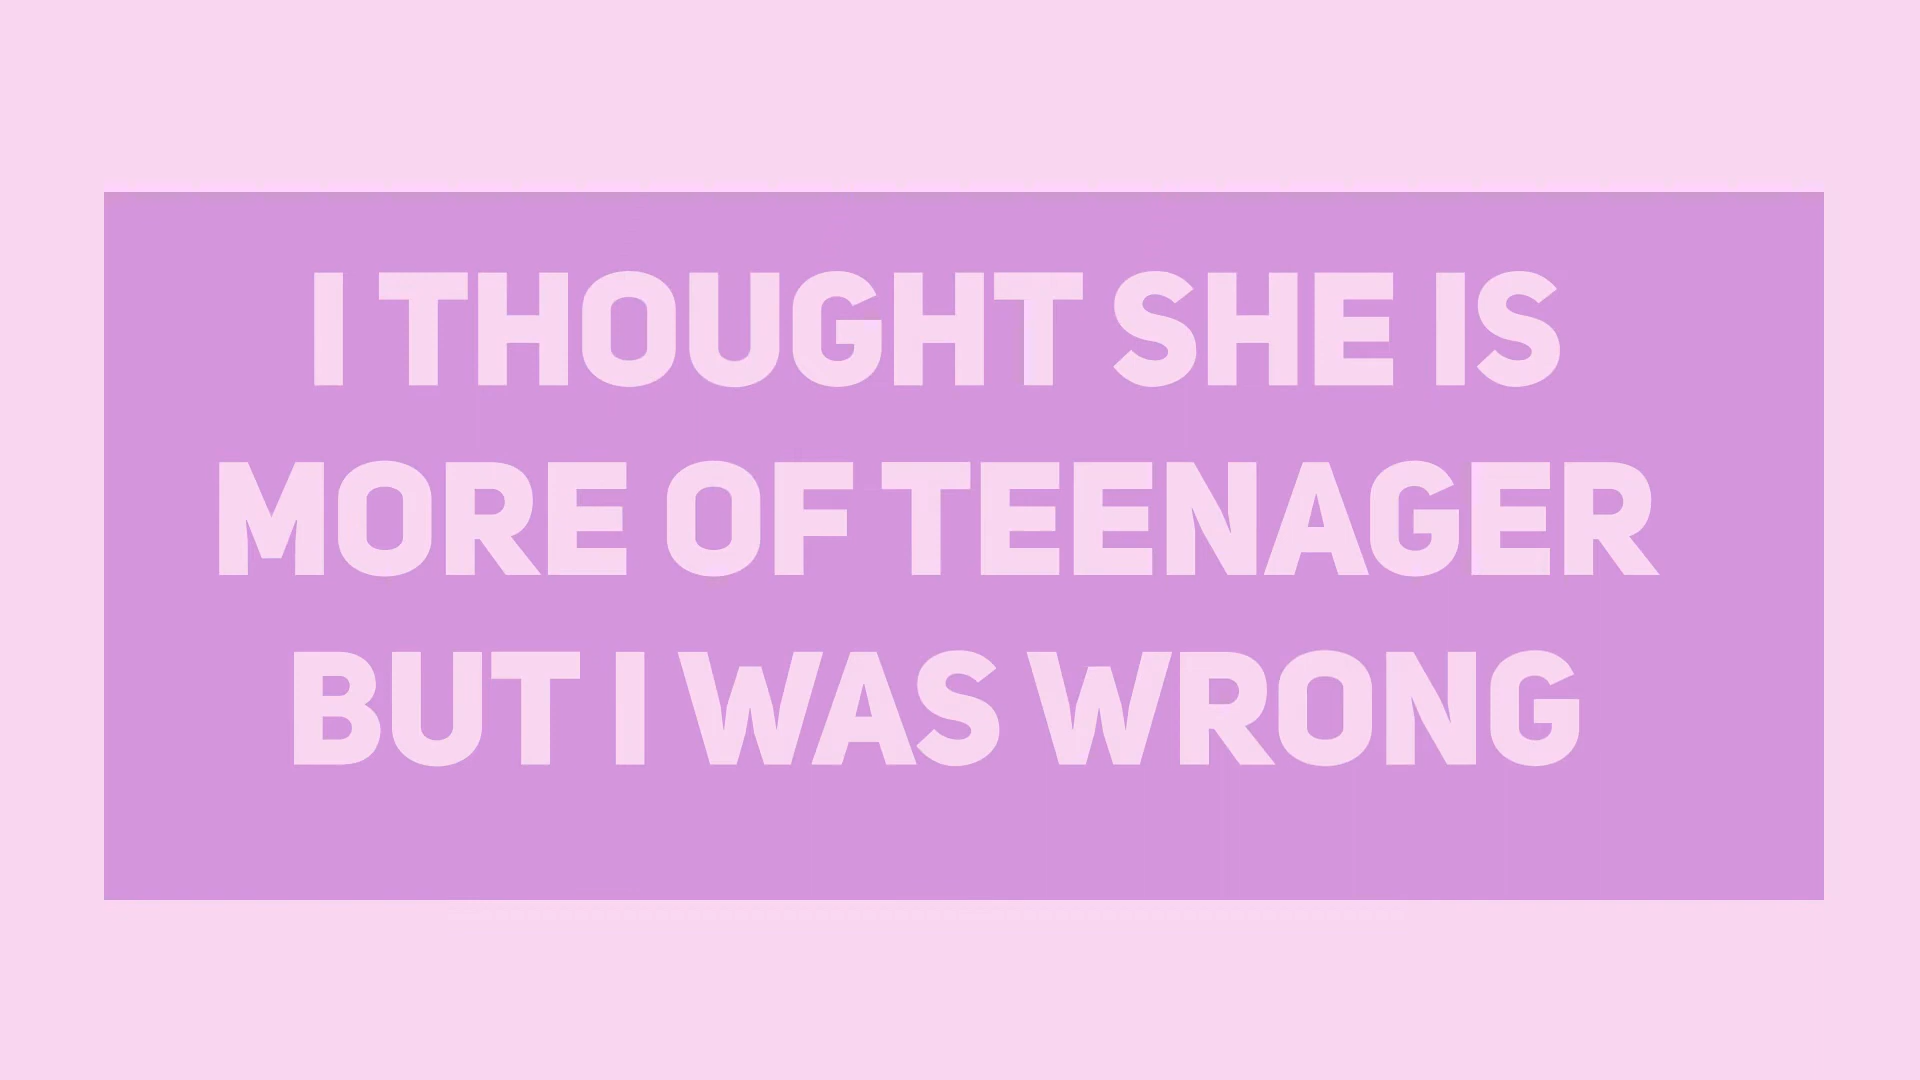 I THOUGHT SHE IS
MORE OF TEENAGER
BUT I WAS WRONG